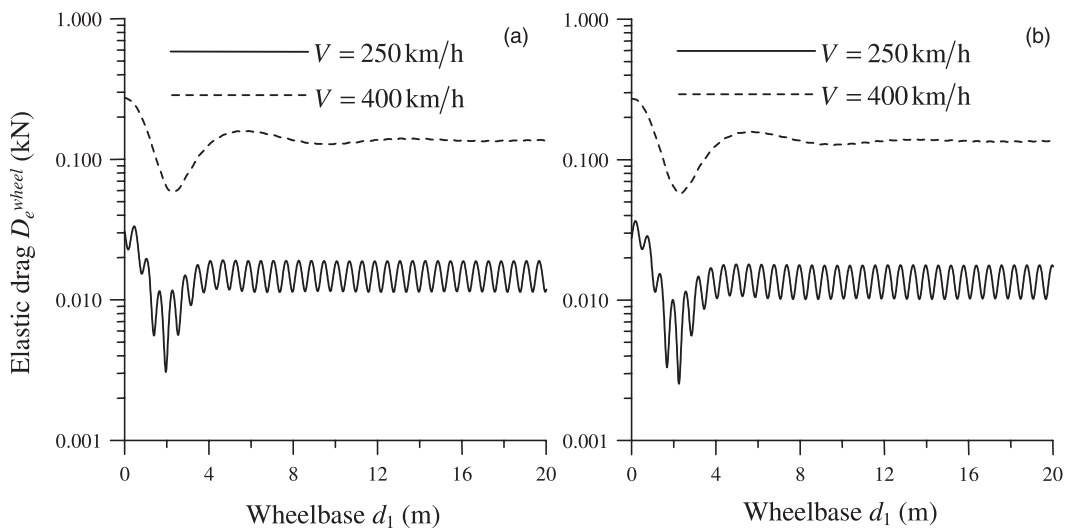 1.000
0.100
0.010
0.001
Elastic drag D_e^wheel (kN)
(a)
V = 250 km/h
V = 400 km/h
0 4 8 12 16 20
Wheelbase d₁ (m)
1.000
0.100
0.010
0.001
(b)
V = 250 km/h
V = 400 km/h
0 4 8 12 16 20
Wheelbase d₁ (m)